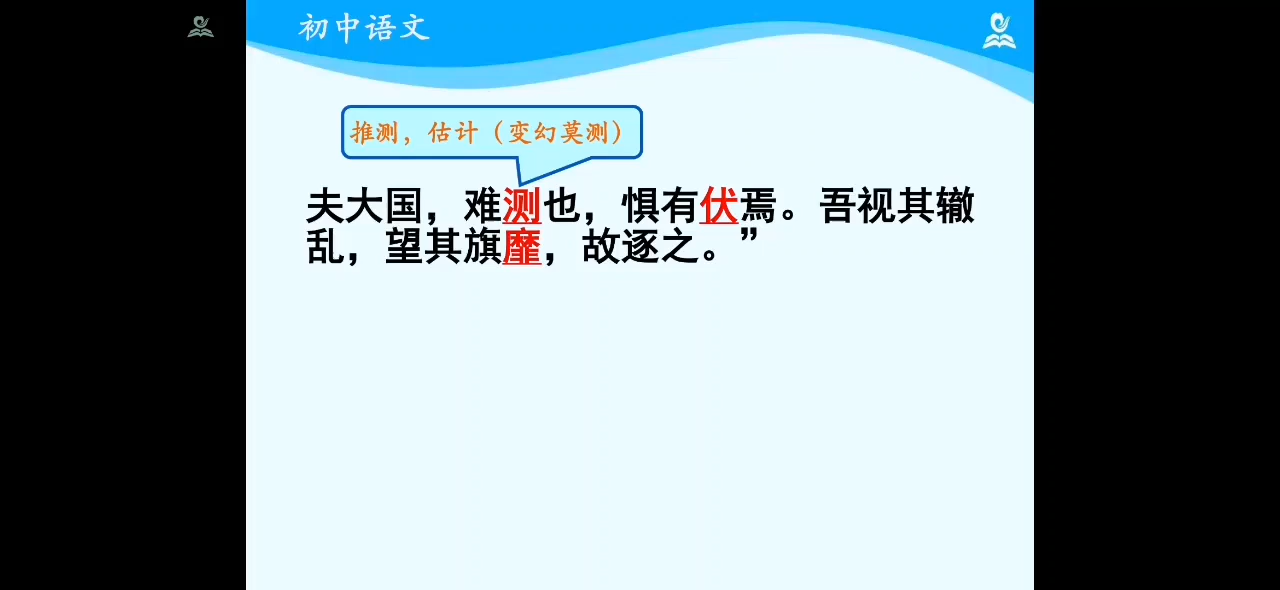 初中语文
推测，估计（变幻莫测）
夫大国，难测也，惧有伏焉。吾视其辙
乱，望其旗靡，故逐之。”